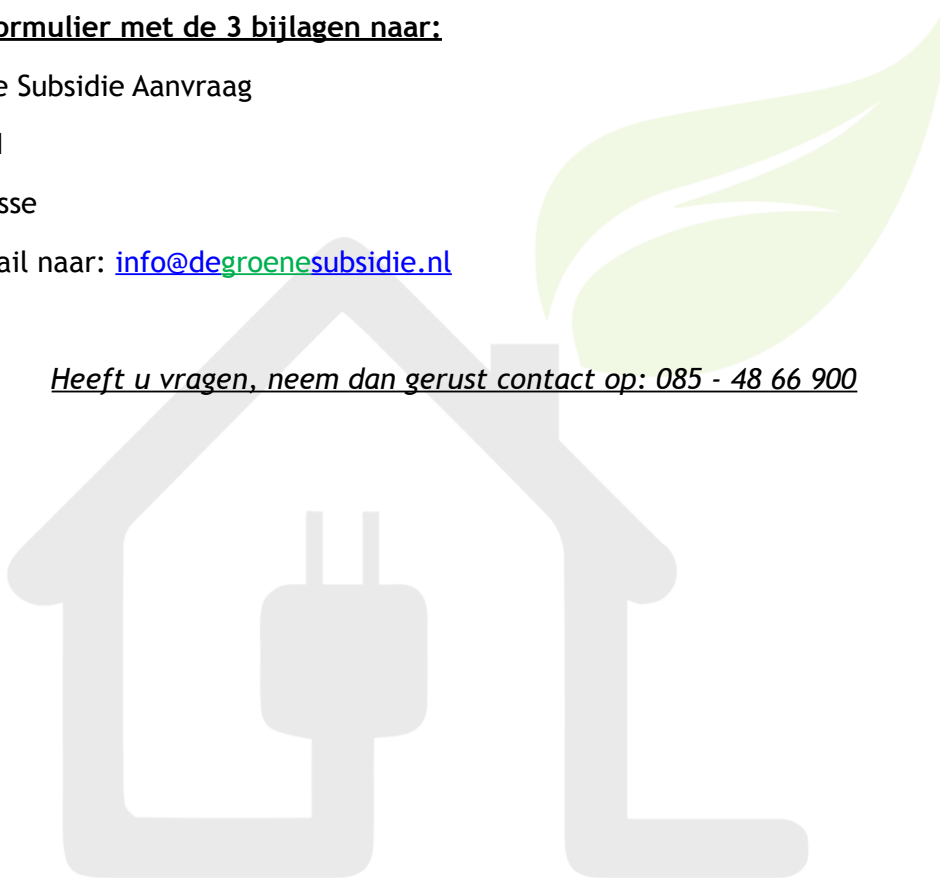 ormulier met de 3 bijlagen naar:
e Subsidie Aanvraag
sse
ail naar: info@degroenesubsidie.nl
Heeft u vragen, neem dan gerust contact op: 085 - 48 66 900